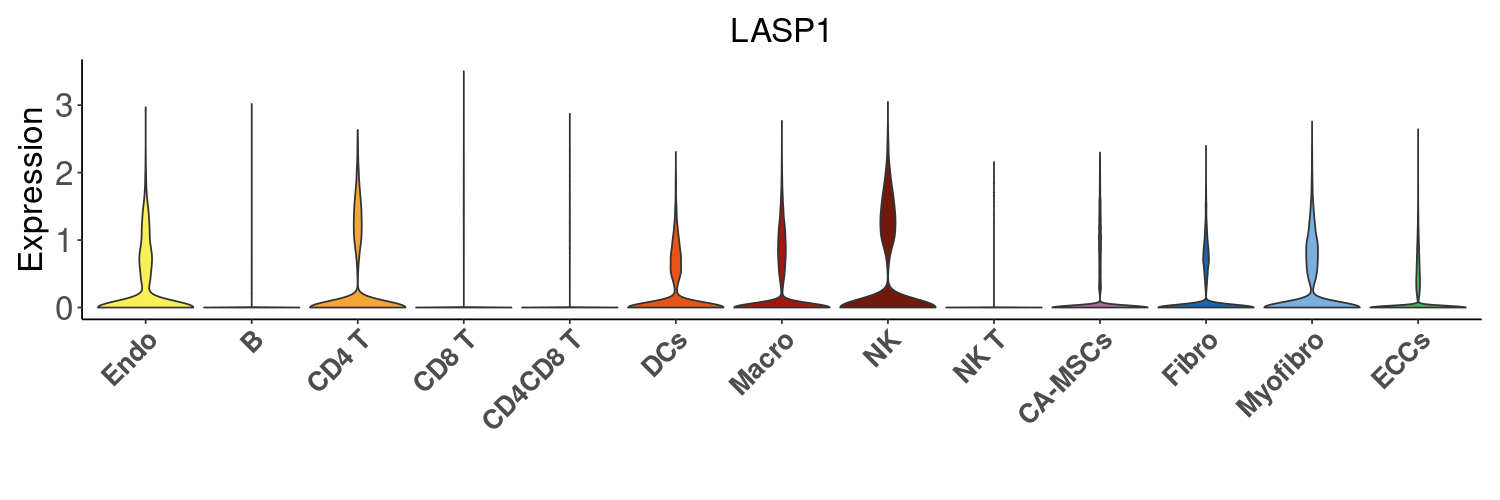 LASP1
Expression
3
2
1
0
Endo
B
CD4 T
CD8 T
CD4CD8 T
DCs
Macro
NK
NK T
CA-MSCs
Fibro
Myofibro
ECCs